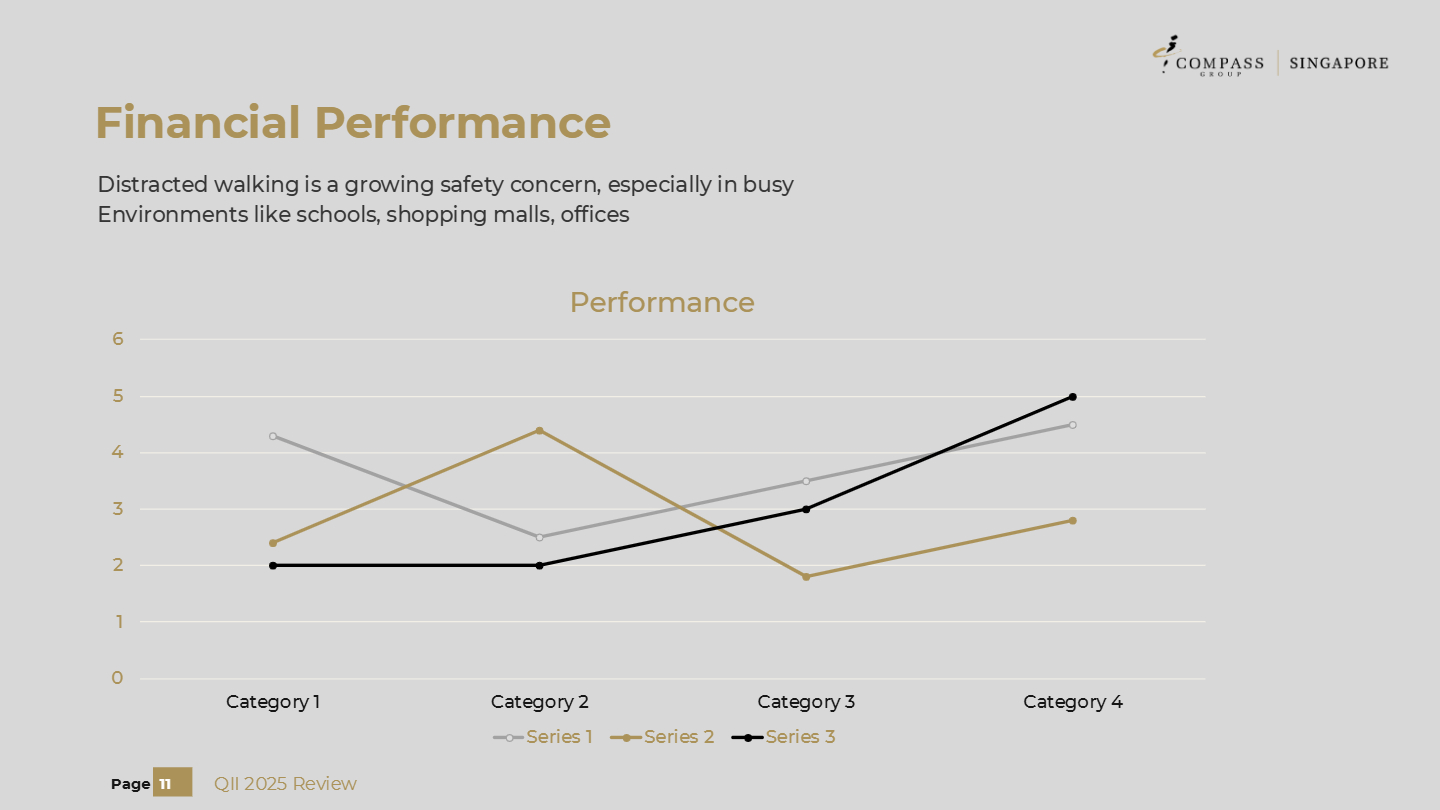 COMPASS
GROUP
SINGAPORE
Financial Performance
Distracted walking is a growing safety concern, especially in busy
Environments like schools, shopping malls, offices
Performance
6
5
4
3
2
1
0
Category 1 Category 2 Category 3 Category 4
Series 1 Series 2 Series 3
Page 11 QII 2025 Review